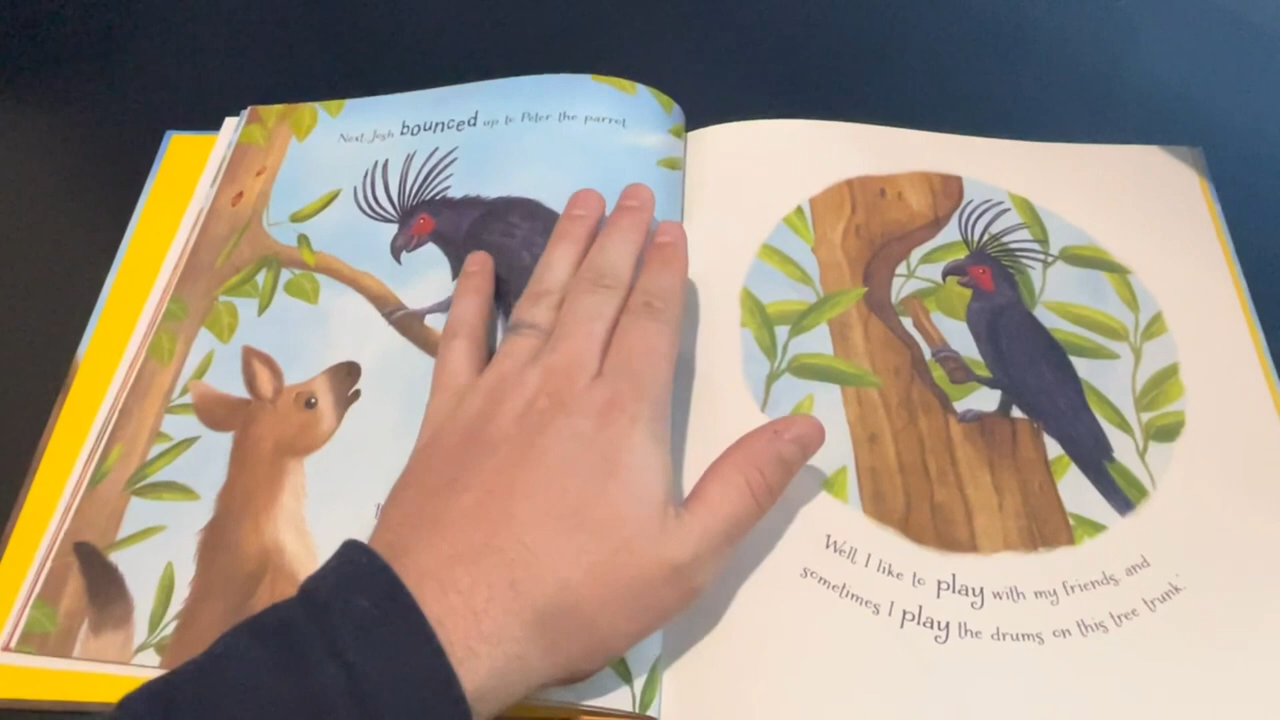 Next Josh bounced up to Peter the parrot.
Well, I like to play with my friends, and
sometimes I play the drums on this tree trunk."